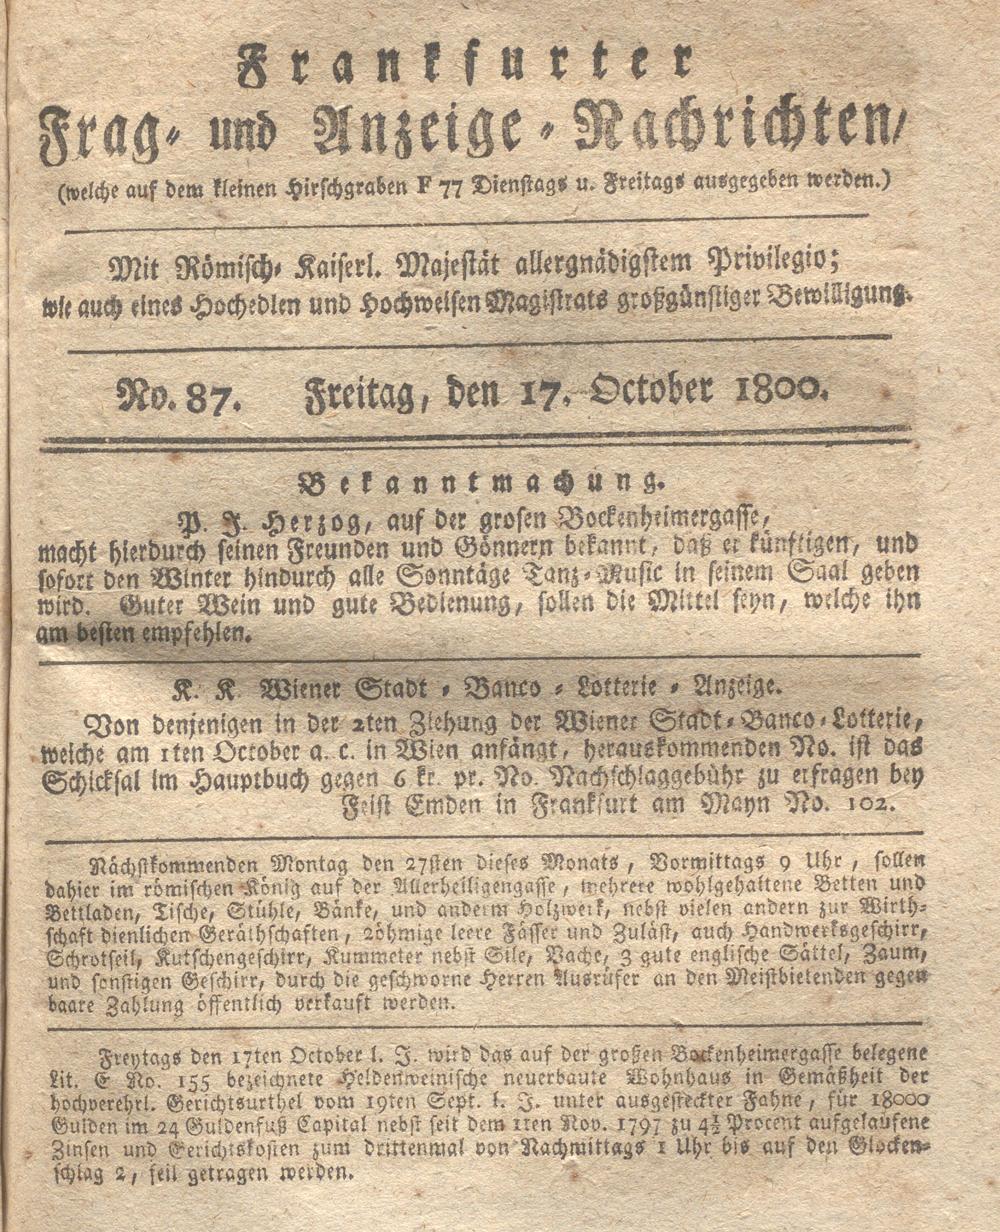 Frankfurter
Frag- und Anzeige-Nachrichten/
(welche auf dem kleinen Hirschgraben F 77 Dienstags u. Freitags ausgegeben werden.)
Mit Römisch-Kaiserl. Majestät allergnädigstem Privilegio;
wie auch eines Hochedlen und Hochweisen Magistrats großgünstiger Bewilligung.
No. 87. Freitag, den 17. October 1800.
Bekanntmachung.
P. J. Herzog, auf der grosen Bockenheimergasse,
macht hierdurch seinen Freunden und Gönnern bekannt, daß er künftigen, und
sofort den Winter hindurch alle Sonntäge Tanz-Music in seinem Saal geben
wird. Guter Wein und gute Bedienung, sollen die Mittel seyn, welche ihn
am besten empfehlen.
K. K. Wiener Stadt-Banco-Lotterie-Anzeige.
Von denjenigen in der 2ten Ziehung der Wiener Stadt-Banco-Lotterie,
welche am 1ten October a. c. in Wien anfängt, herauskommenden No. ist das
Schicksal im Hauptbuch gegen 6 kr. pr. No. Nachschlaggebühr zu erfragen bey
Feist Emden in Frankfurt am Mayn No. 102.
Nächstkommenden Montag den 27sten dieses Monats, Vormittags 9 Uhr, sollen
dahier im römischen König auf der Allerheiligengasse, mehrere wohlgehaltene Betten und
Bettladen, Tische, Stühle, Bänke, und anderm Holzwerk, nebst vielen andern zur Wirth-
schaft dienlichen Geräthschaften, 2öhmige leere Fässer und Zuläst, auch Handwerksgeschirr,
Schrotseil, Kutschengeschirr, Kummeter nebst Sile, Vache, 3 gute englische Sättel, Zaum,
und sonstigen Geschirr, durch die geschworne Herren Ausrüfer an den Meistbietenden gegen
baare Zahlung öffentlich verkauft werden.
Freytags den 17ten October l. J. wird das auf der großen Bockenheimergasse belegene
Lit. E No. 155 bezeichnete Heldenweinische neuerbaute Wohnhaus in Gemäßheit der
hochverehrl. Gerichtsurthel vom 19ten Sept. l. J. unter ausgesteckter Fahne, für 18000
Gulden im 24 Guldenfuß Capital nebst seit dem 1ten Nov. 1797 zu 4½ Procent aufgelaufene
Zinsen und Gerichtskosten zum drittenmal von Nachmittags 1 Uhr bis auf den Glocken-
schlag 2, feil getragen werden.